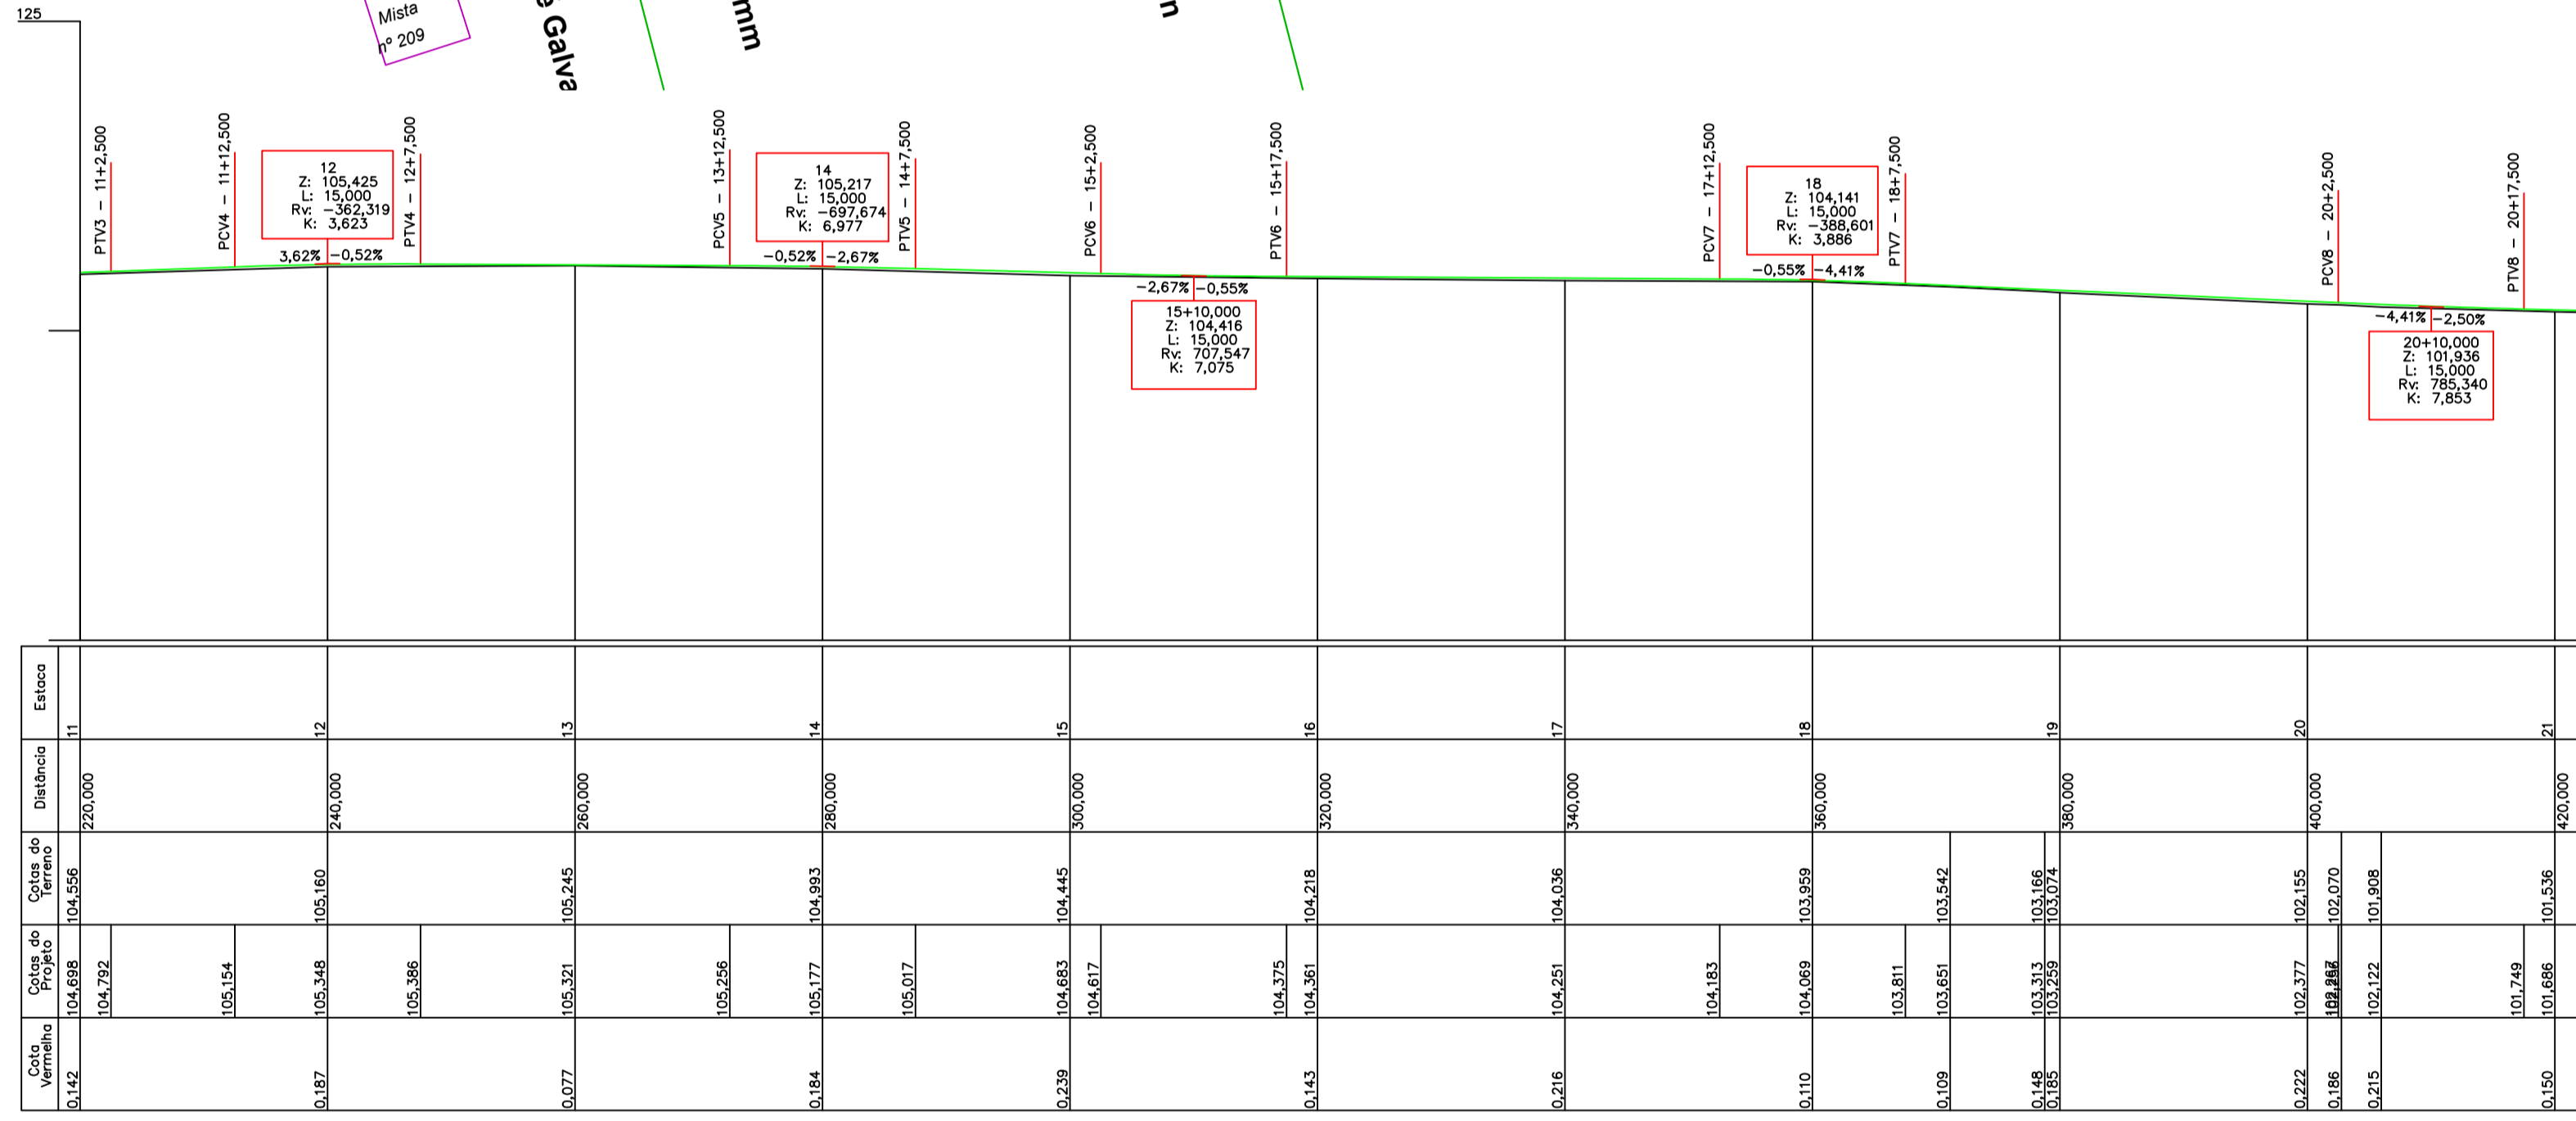 125
Mista
nº 209
e Galva
mm
n
PTV3 - 11+2,500
PCV4 - 11+12,500
12
Z: 105,425
L: 15,000
Rv: -362,319
K: 3,623
3,62% -0,52%
PTV4 - 12+7,500
PCV5 - 13+12,500
14
Z: 105,217
L: 15,000
Rv: -697,674
K: 6,977
-0,52% -2,67%
PTV5 - 14+7,500
PCV6 - 15+2,500
-2,67% -0,55%
15+10,000
Z: 104,416
L: 15,000
Rv: 707,547
K: 7,075
PTV6 - 15+17,500
PCV7 - 17+12,500
18
Z: 104,141
L: 15,000
Rv: -388,601
K: 3,886
-0,55% -4,41%
PTV7 - 18+7,500
PCV8 - 20+2,500
-4,41% -2,50%
20+10,000
Z: 101,936
L: 15,000
Rv: 785,340
K: 7,853
PTV8 - 20+17,500
Estaca
11 12 13 14 15 16 17 18 19 20 21
Distância
220,000 240,000 260,000 280,000 300,000 320,000 340,000 360,000 380,000 400,000 420,000
Cotas do
Terreno
104,556 105,160 105,245 104,993 104,445 104,218 104,036 103,959 103,542 103,166 103,074 102,155 102,070 101,908 101,536
Cotas do
Projeto
104,698 104,792 105,154 105,348 105,386 105,321 105,256 105,177 105,017 104,683 104,617 104,375 104,361 104,251 104,183 104,069 103,811 103,651 103,313 103,259 102,377 102,122 101,749 101,686
Cota
Vermelha
0,142 0,187 0,077 0,184 0,239 0,143 0,216 0,110 0,109 0,148 0,185 0,222 0,186 0,215 0,150